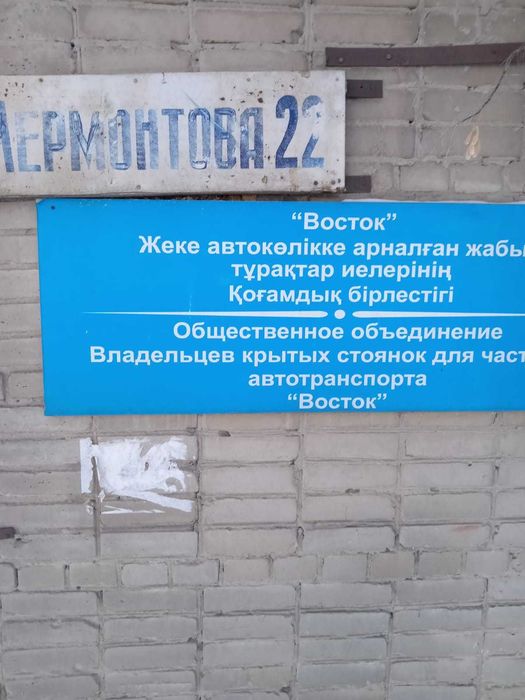 ЛЕРМОНТОВА 22
“Восток”
Жеке автокөлікке арналған жабы
тұрақтар иелерінің
Қоғамдық бірлестігі
Общественное объединение
Владельцев крытых стоянок для част
автотранспорта
“Восток”